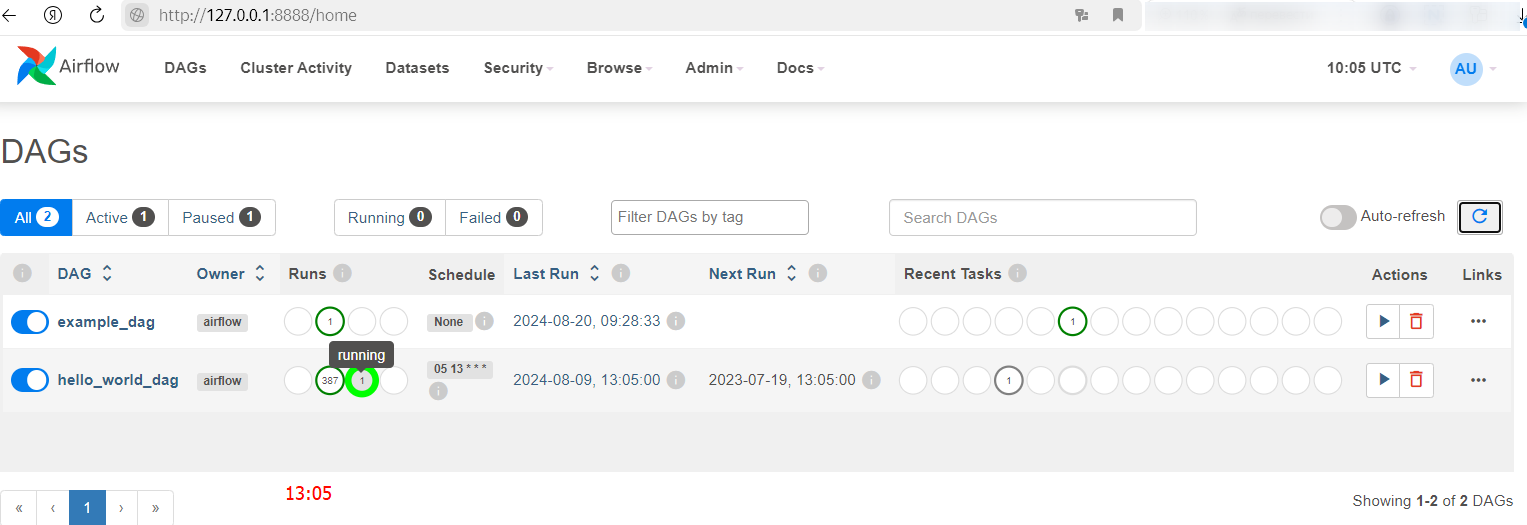 http://127.0.0.1:8888/home
Airflow DAGs Cluster Activity Datasets Security Browse Admin Docs 10:05 UTC AU
DAGs
All 2 Active 1 Paused 1 Running 0 Failed 0 Filter DAGs by tag Search DAGs Auto-refresh
DAG Owner Runs Schedule Last Run Next Run Recent Tasks Actions Links
example_dag airflow 1 None 2024-08-20, 09:28:33 1
running
hello_world_dag airflow 387 1 05 13 * * * 2024-08-09, 13:05:00 2023-07-19, 13:05:00 1
13:05
« ‹ 1 › » Showing 1-2 of 2 DAGs